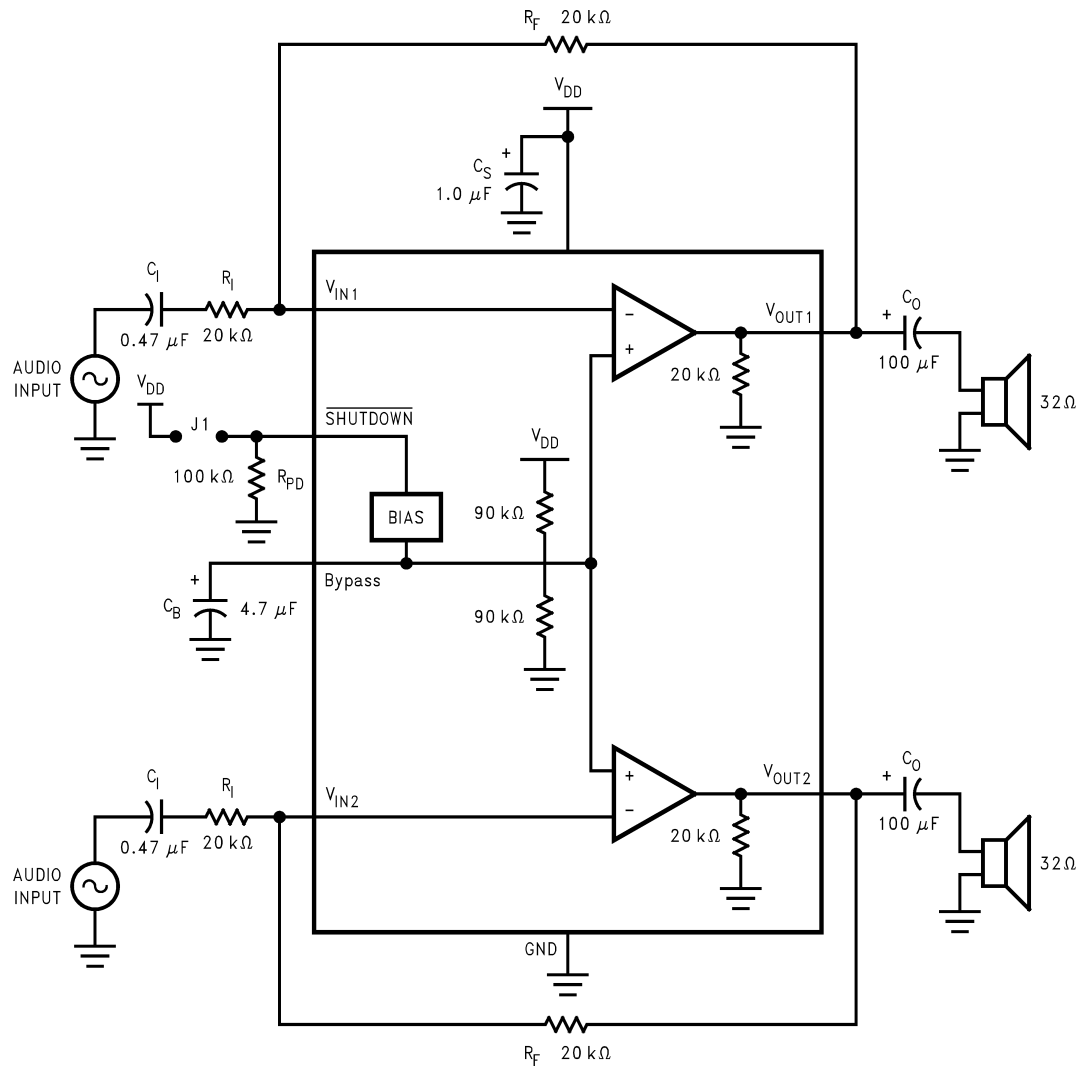 R_F 20 kΩ
V_DD
+
C_S
1.0 μF
C_I
R_I
V_IN1
0.47 μF
20 kΩ
AUDIO
INPUT
−
+
V_OUT1
+
C_O
20 kΩ
100 μF
32Ω
V_DD
J1
SHUTDOWN
100 kΩ
R_PD
BIAS
V_DD
90 kΩ
Bypass
+
C_B
4.7 μF
90 kΩ
C_I
R_I
V_IN2
0.47 μF
20 kΩ
AUDIO
INPUT
+
−
V_OUT2
+
C_O
20 kΩ
100 μF
32Ω
GND
R_F 20 kΩ